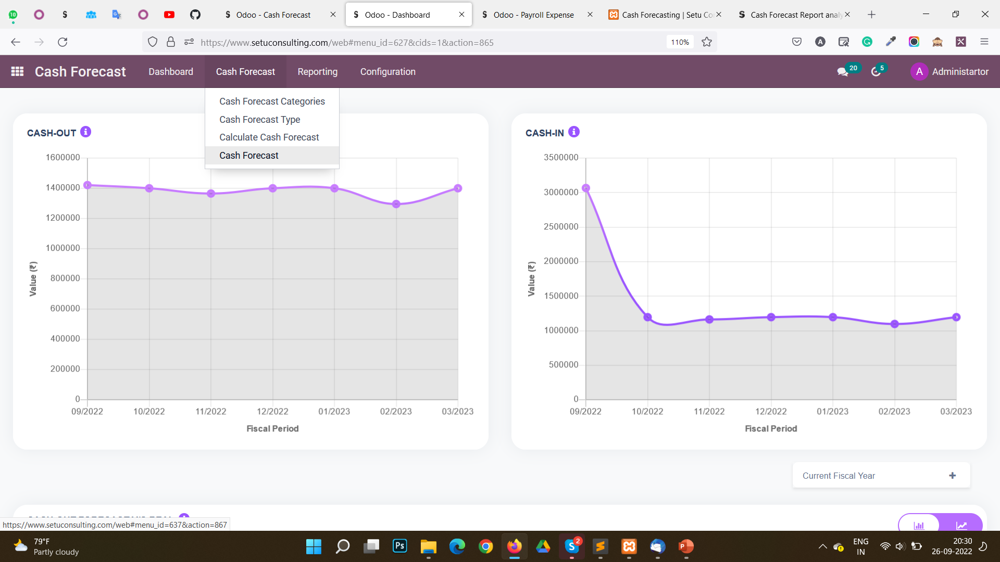 10
Odoo - Cash Forecast
Odoo - Dashboard
Odoo - Payroll Expense
Cash Forecasting | Setu Co
Cash Forecast Report analy
https://www.setuconsulting.com/web#menu_id=627&cids=1&action=865
110%
A
Cash Forecast
Dashboard
Cash Forecast
Reporting
Configuration
20
5
A
Administartor
Cash Forecast Categories
Cash Forecast Type
Calculate Cash Forecast
Cash Forecast
CASH-OUT
1600000
1400000
1200000
1000000
800000
600000
400000
200000
0
Value (₹)
09/2022
10/2022
11/2022
12/2022
01/2023
02/2023
03/2023
Fiscal Period
CASH-IN
3500000
3000000
2500000
2000000
1500000
1000000
500000
0
Value (₹)
09/2022
10/2022
11/2022
12/2022
01/2023
02/2023
03/2023
Fiscal Period
Current Fiscal Year
https://www.setuconsulting.com/web#menu_id=637&action=867
79°F
Partly cloudy
Ps
S
2
P
ENG
IN
20:30
26-09-2022